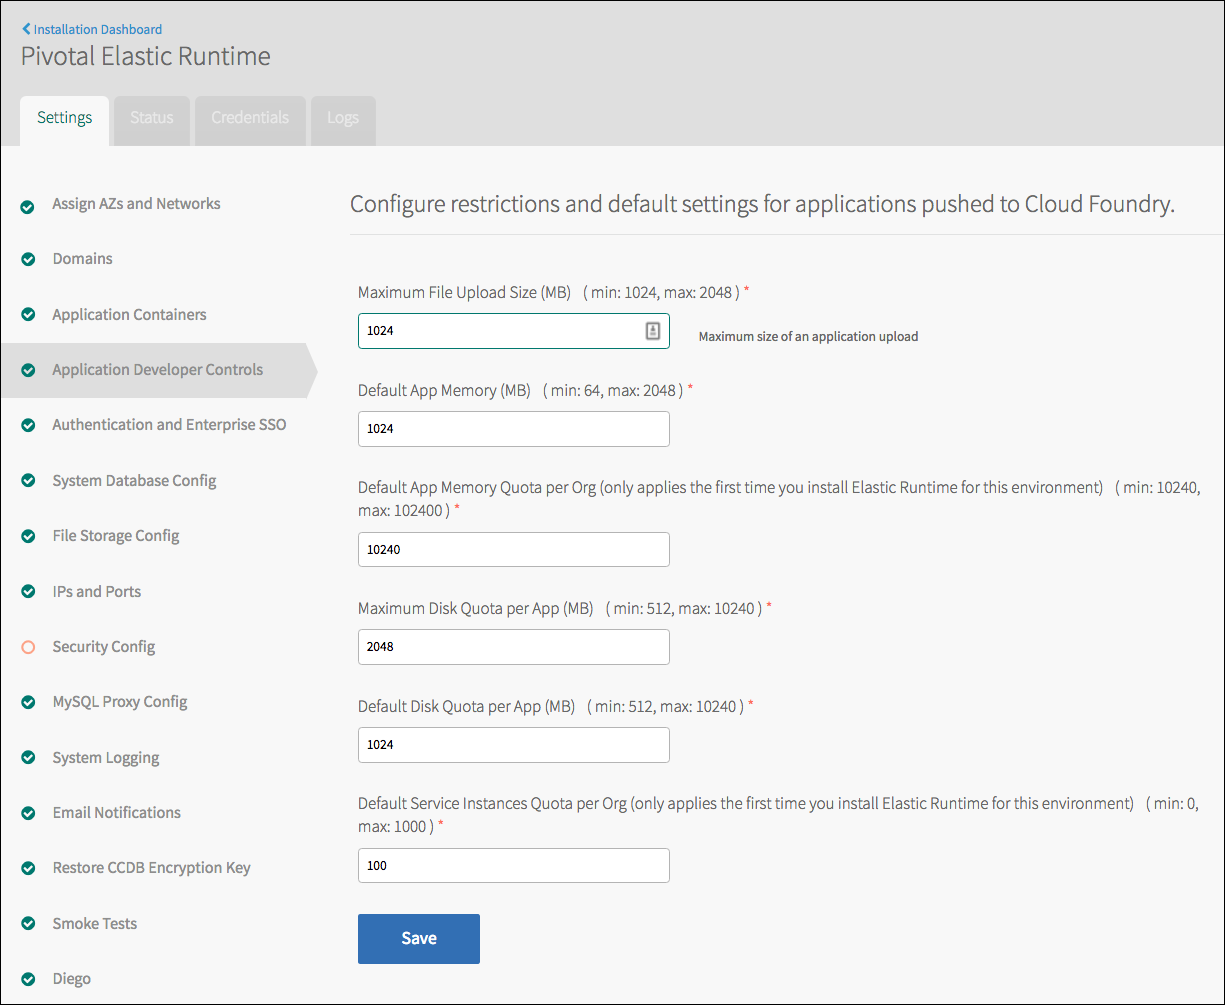 Installation Dashboard
Pivotal Elastic Runtime
Settings
Status
Credentials
Logs
Assign AZs and Networks
Domains
Application Containers
Application Developer Controls
Authentication and Enterprise SSO
System Database Config
File Storage Config
IPs and Ports
Security Config
MySQL Proxy Config
System Logging
Email Notifications
Restore CCDB Encryption Key
Smoke Tests
Diego
Configure restrictions and default settings for applications pushed to Cloud Foundry.
Maximum File Upload Size (MB) ( min: 1024, max: 2048 ) *
1024
Maximum size of an application upload
Default App Memory (MB) ( min: 64, max: 2048 ) *
1024
Default App Memory Quota per Org (only applies the first time you install Elastic Runtime for this environment) ( min: 10240,
max: 102400 ) *
10240
Maximum Disk Quota per App (MB) ( min: 512, max: 10240 ) *
2048
Default Disk Quota per App (MB) ( min: 512, max: 10240 ) *
1024
Default Service Instances Quota per Org (only applies the first time you install Elastic Runtime for this environment) ( min: 0,
max: 1000 ) *
100
Save